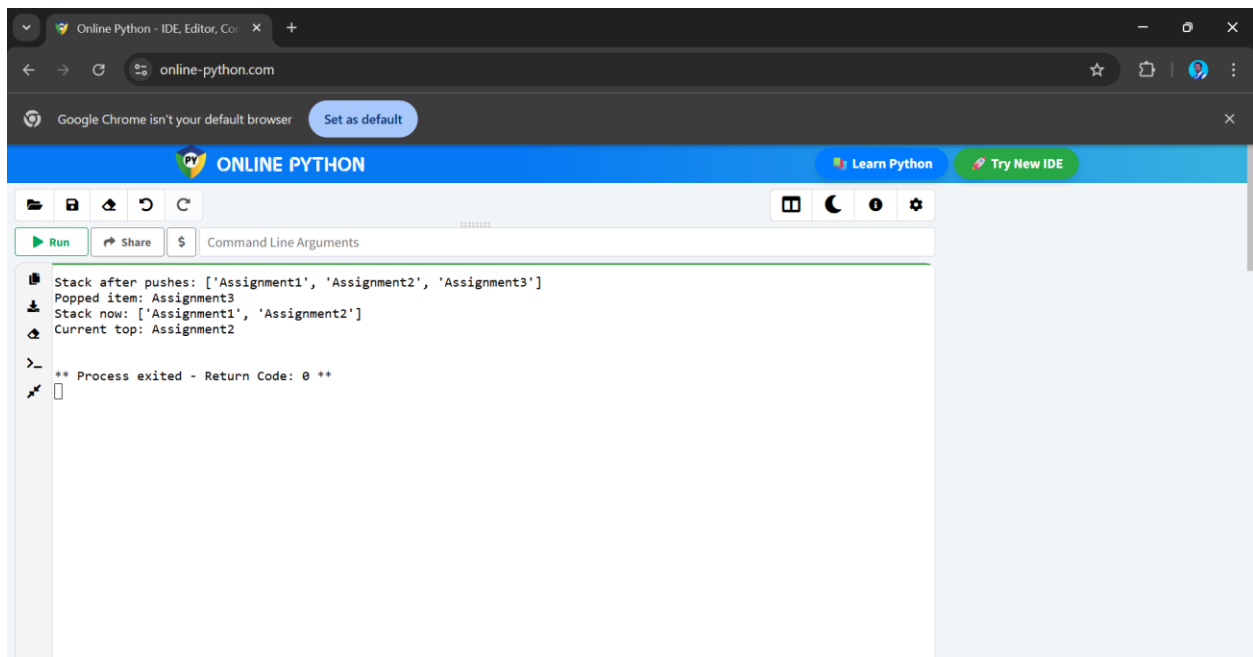 Online Python - IDE, Editor, Con
online-python.com
Google Chrome isn't your default browser
Set as default
PY
ONLINE PYTHON
Learn Python
Try New IDE
Run
Share
$
Command Line Arguments
Stack after pushes: ['Assignment1', 'Assignment2', 'Assignment3']
Popped item: Assignment3
Stack now: ['Assignment1', 'Assignment2']
Current top: Assignment2
** Process exited - Return Code: 0 **